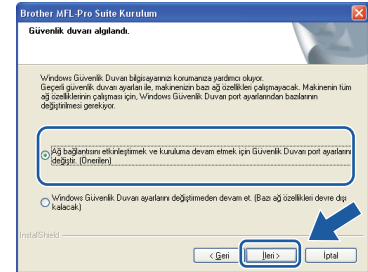 Brother MFL-Pro Suite Kurulum
Güvenlik duvarı algılandı.
Windows Güvenlik Duvarı bilgisayarınızı korumanıza yardımcı oluyor.
Geçerli güvenlik duvarı ayarları ile, makinenizin bazı ağ özellikleri çalışmayacak. Makinenin tüm
ağ özelliklerinin çalışması için, Windows Güvenlik Duvarı port ayarlarından bazılarının
değiştirilmesi gerekiyor.
Ağ bağlantısını etkinleştirmek ve kuruluma devam etmek için Güvenlik Duvarı port ayarlarını
değiştir. (Önerilen)
Windows Güvenlik Duvarı ayarlarını değiştimeden devam et. (Bazı ağ özellikleri devre dışı
kalacak)
InstallShield
< Geri
İleri >
İptal